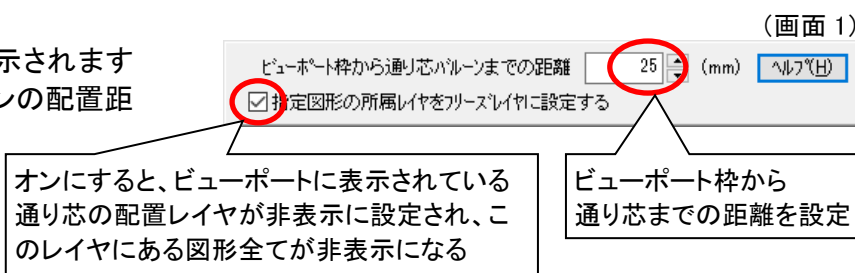 (画面 1)
示されます
ンの配置距
ビューポート枠から通り芯バルーンまでの距離 25 (mm) ヘルプ(H)
指定図形の所属レイヤをフリーズレイヤに設定する
オンにすると、ビューポートに表示されている
通り芯の配置レイヤが非表示に設定され、こ
のレイヤにある図形全てが非表示になる
ビューポート枠から
通り芯までの距離を設定